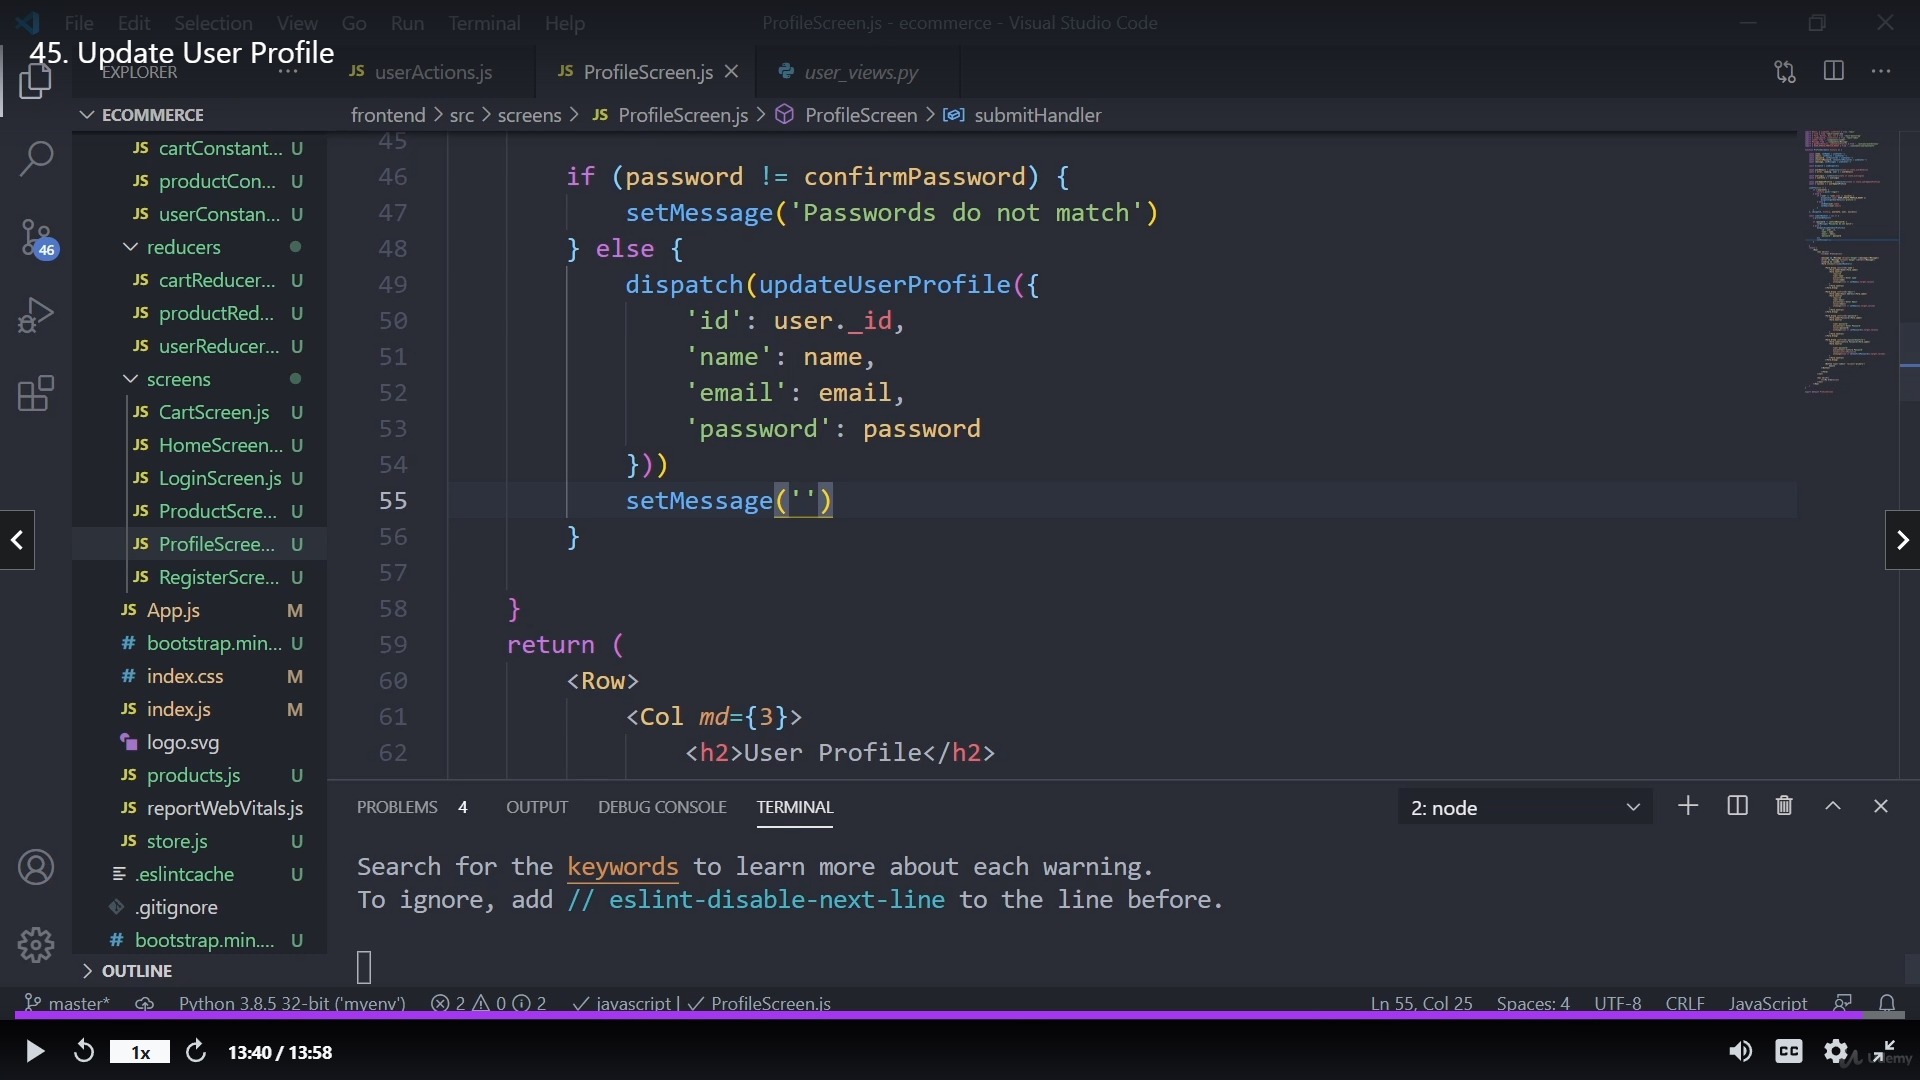 File Edit Selection View Go Run Terminal Help
ProfileScreen.js - ecommerce - Visual Studio Code
45. Update User Profile
EXPLORER
JS userActions.js
JS ProfileScreen.js
user_views.py
ECOMMERCE
frontend > src > screens > JS ProfileScreen.js > ProfileScreen > submitHandler
JS cartConstant... U
JS productCon... U
JS userConstan... U
reducers
JS cartReducer... U
JS productRed... U
JS userReducer... U
screens
JS CartScreen.js U
JS HomeScreen... U
JS LoginScreen.js U
JS ProductScre... U
JS ProfileScree... U
JS RegisterScre... U
JS App.js M
# bootstrap.min... U
# index.css M
JS index.js M
logo.svg
JS products.js U
JS reportWebVitals.js
JS store.js U
.eslintcache U
.gitignore
# bootstrap.min.... U
OUTLINE
46
45
46 if (password != confirmPassword) {
47 setMessage('Passwords do not match')
48 } else {
49 dispatch(updateUserProfile({
50 'id': user._id,
51 'name': name,
52 'email': email,
53 'password': password
54 }))
55 setMessage('')
56 }
57
58 }
59 return (
60 <Row>
61 <Col md={3}>
62 <h2>User Profile</h2>
PROBLEMS 4 OUTPUT DEBUG CONSOLE TERMINAL
2: node
Search for the keywords to learn more about each warning.
To ignore, add // eslint-disable-next-line to the line before.
master* Python 3.8.5 32-bit ('myenv') 2 0 2 javascript | ProfileScreen.js
Ln 55, Col 25 Spaces: 4 UTF-8 CRLF JavaScript
1x 13:40 / 13:58
CC
Udemy